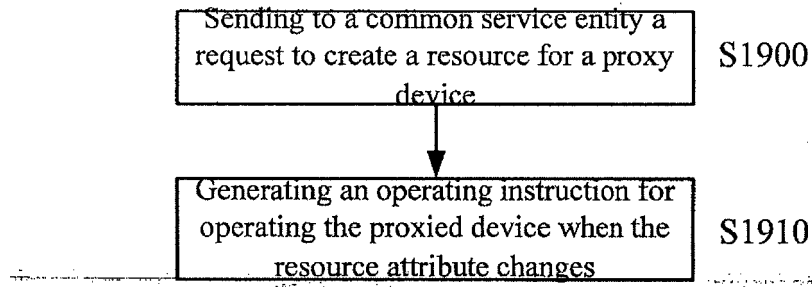 Sending to a common service entity a
request to create a resource for a proxy
device
S1900
Generating an operating instruction for
operating the proxied device when the
resource attribute changes
S1910